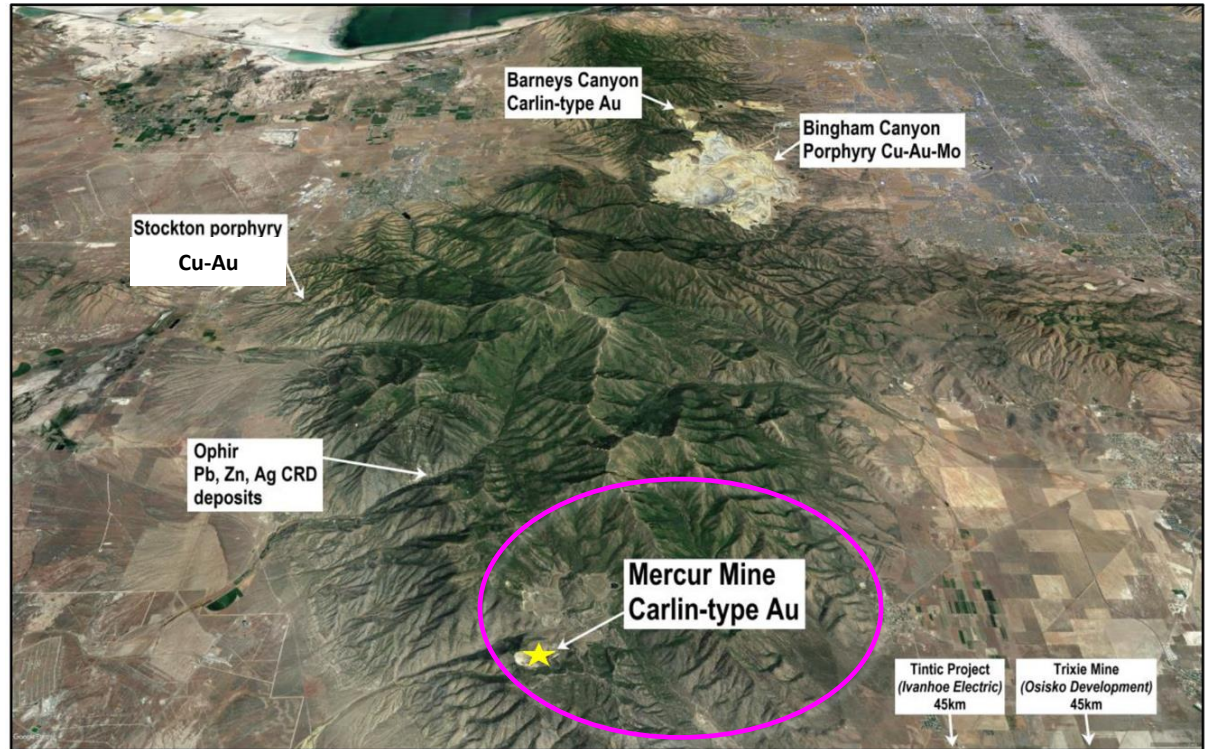 Barneys Canyon
Carlin-type Au
Bingham Canyon
Porphyry Cu-Au-Mo
Stockton porphyry
Cu-Au
Ophir
Pb, Zn, Ag CRD
deposits
Mercur Mine
Carlin-type Au
Tintic Project
(Ivanhoe Electric)
45km
Trixie Mine
(Osisko Development)
45km